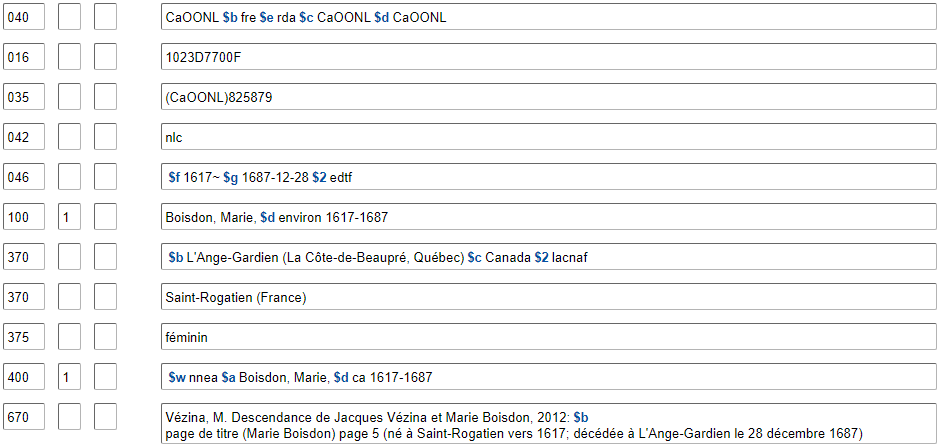 040 CaOONL $b fre $e rda $c CaOONL $d CaOONL
016 1023D7700F
035 (CaOONL)825879
042 nlc
046 $f 1617~ $g 1687-12-28 $2 edtf
100 1 Boisdon, Marie, $d environ 1617-1687
370 $b L'Ange-Gardien (La Côte-de-Beaupré, Québec) $c Canada $2 lacnaf
370 Saint-Rogatien (France)
375 féminin
400 1 $w nnea $a Boisdon, Marie, $d ca 1617-1687
670 Vézina, M. Descendance de Jacques Vézina et Marie Boisdon, 2012: $b
page de titre (Marie Boisdon) page 5 (né à Saint-Rogatien vers 1617; décédée à L'Ange-Gardien le 28 décembre 1687)